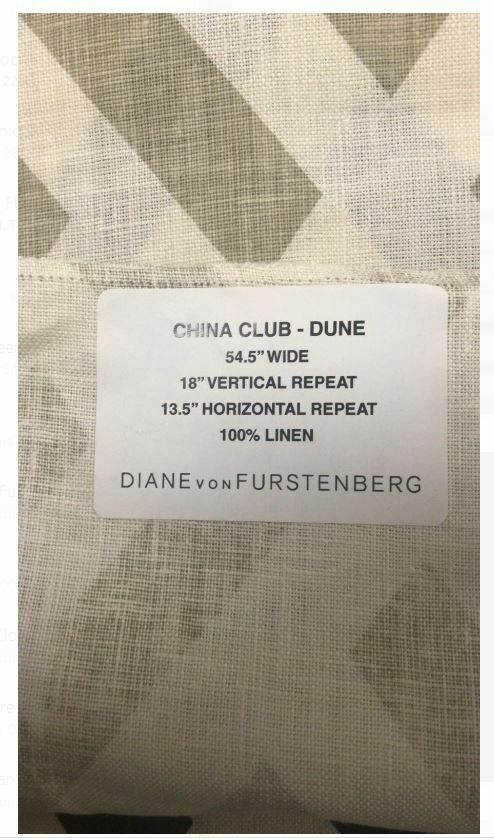 CHINA CLUB - DUNE
54.5” WIDE
18” VERTICAL REPEAT
13.5” HORIZONTAL REPEAT
100% LINEN
DIANE VON FURSTENBERG